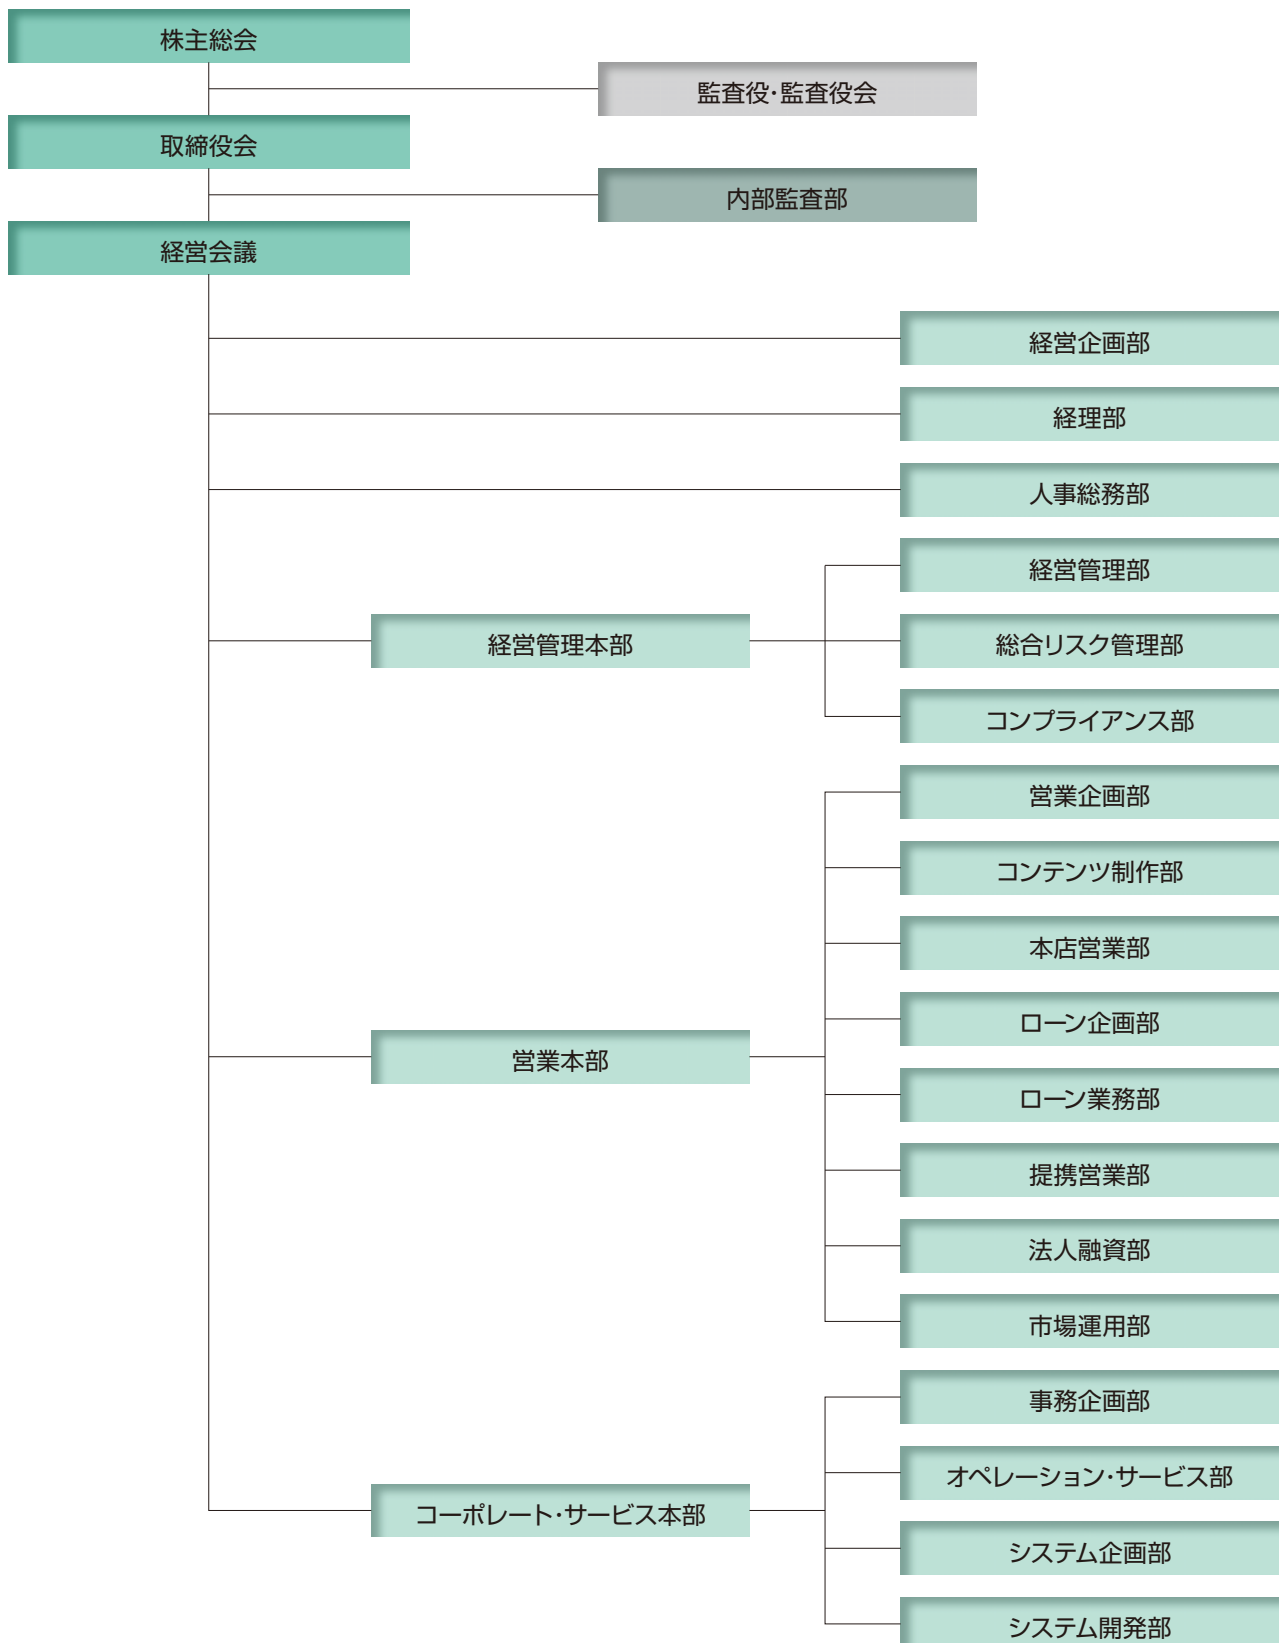 株主総会
監査役・監査役会
取締役会
内部監査部
経営会議
経営企画部
経理部
人事総務部
経営管理部
経営管理本部
総合リスク管理部
コンプライアンス部
営業企画部
コンテンツ制作部
本店営業部
ローン企画部
営業本部
ローン業務部
提携営業部
法人融資部
市場運用部
事務企画部
オペレーション・サービス部
コーポレート・サービス本部
システム企画部
システム開発部